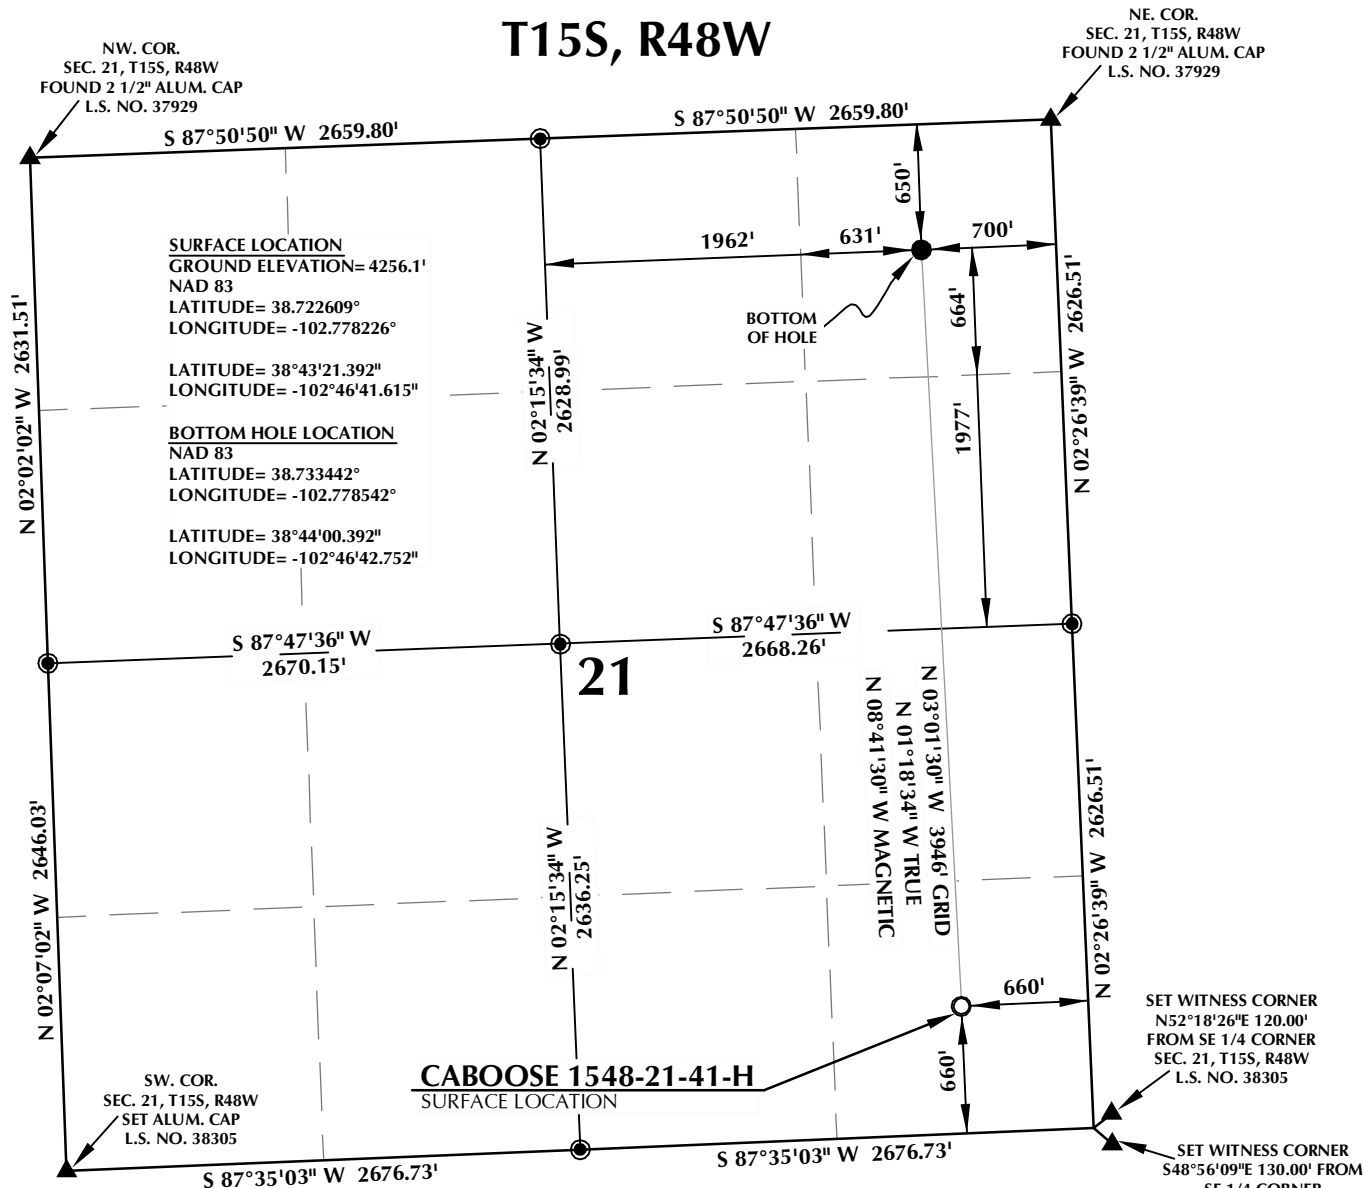 T15S, R48W
NW. COR.
SEC. 21, T15S, R48W
FOUND 2 1/2" ALUM. CAP
L.S. NO. 37929
NE. COR.
SEC. 21, T15S, R48W
FOUND 2 1/2" ALUM. CAP
L.S. NO. 37929
S 87°50'50" W 2659.80'
S 87°50'50" W 2659.80'
650'
1962'
631'
700'
664'
1977'
BOTTOM
OF HOLE
SURFACE LOCATION
GROUND ELEVATION= 4256.1'
NAD 83
LATITUDE= 38.722609°
LONGITUDE= -102.778226°
LATITUDE= 38°43'21.392"
LONGITUDE= -102°46'41.615"
BOTTOM HOLE LOCATION
NAD 83
LATITUDE= 38.733442°
LONGITUDE= -102.778542°
LATITUDE= 38°44'00.392"
LONGITUDE= -102°46'42.752"
N 02°02'02" W 2631.51'
N 02°15'34" W
2628.99'
N 02°26'39" W 2626.51'
S 87°47'36" W
2670.15'
S 87°47'36" W
2668.26'
21
N 03°01'30" W 3946' GRID
N 01°18'34" W TRUE
N 08°41'30" W MAGNETIC
N 02°07'02" W 2646.03'
N 02°15'34" W
2636.25'
N 02°26'39" W 2626.51'
660'
660'
CABOOSE 1548-21-41-H
SURFACE LOCATION
SW. COR.
SEC. 21, T15S, R48W
SET ALUM. CAP
L.S. NO. 38305
SET WITNESS CORNER
N52°18'26"E 120.00'
FROM SE 1/4 CORNER
SEC. 21, T15S, R48W
L.S. NO. 38305
S 87°35'03" W 2676.73'
S 87°35'03" W 2676.73'
SET WITNESS CORNER
S48°56'09"E 130.00' FROM
SE 1/4 CORNER